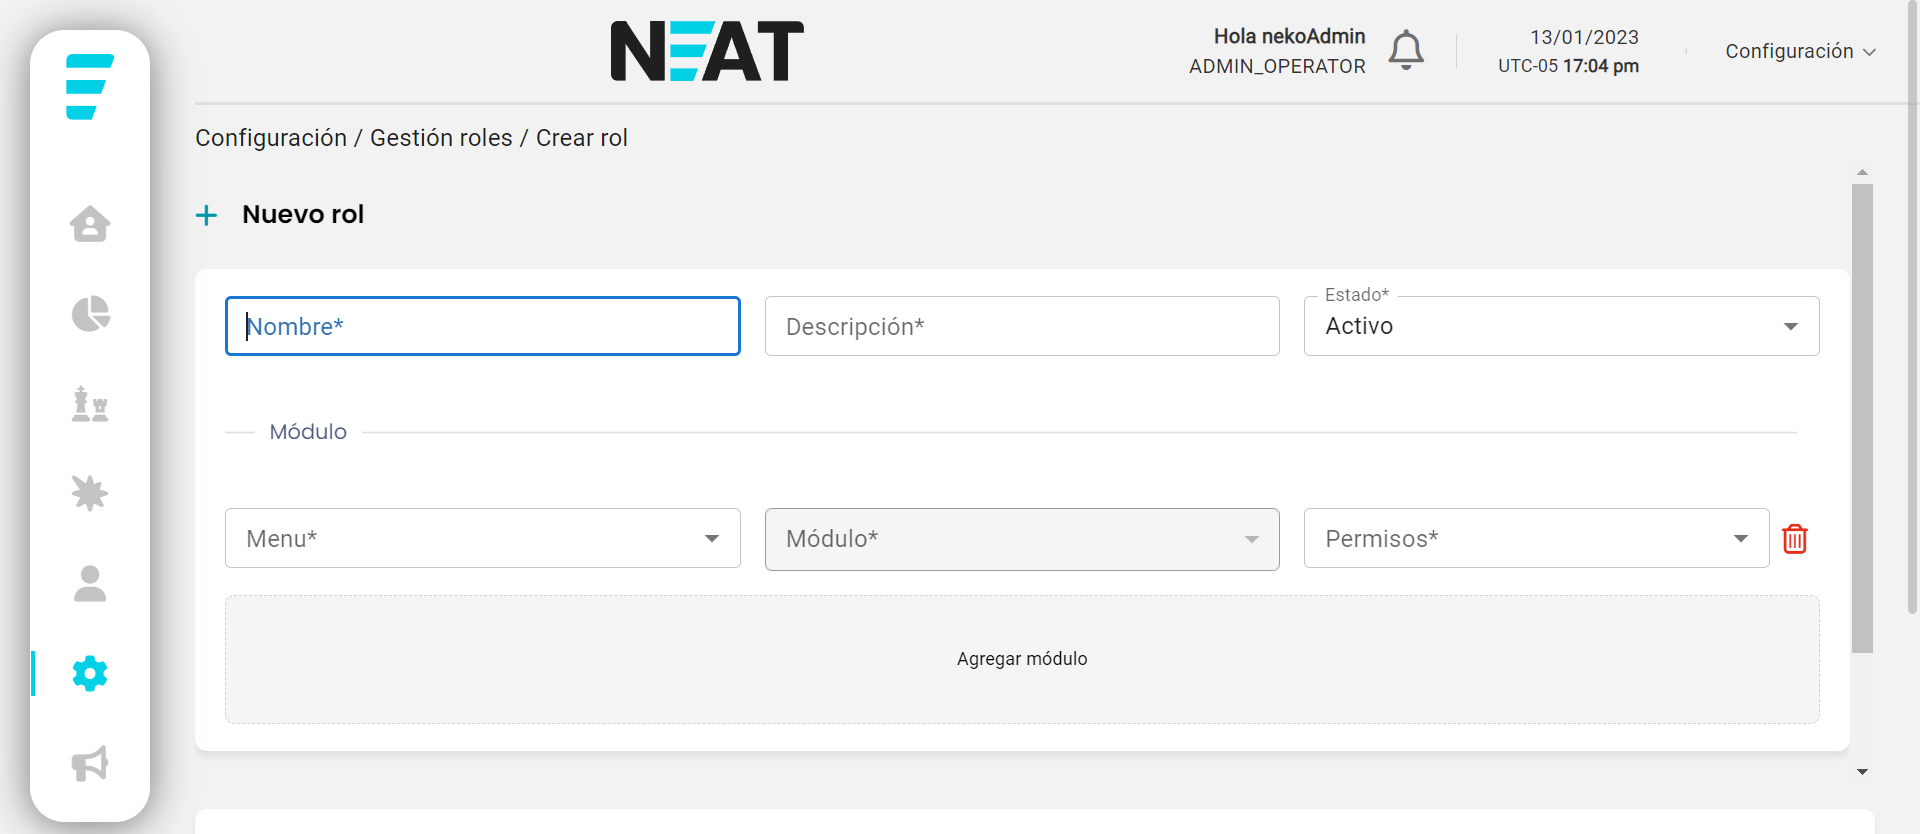 NEAT
Hola nekoAdmin
ADMIN_OPERATOR
13/01/2023
UTC-05 17:04 pm
Configuración
Configuración / Gestión roles / Crear rol
Nuevo rol
Nombre*
Descripción*
Estado*
Activo
Módulo
Menu*
Módulo*
Permisos*
Agregar módulo